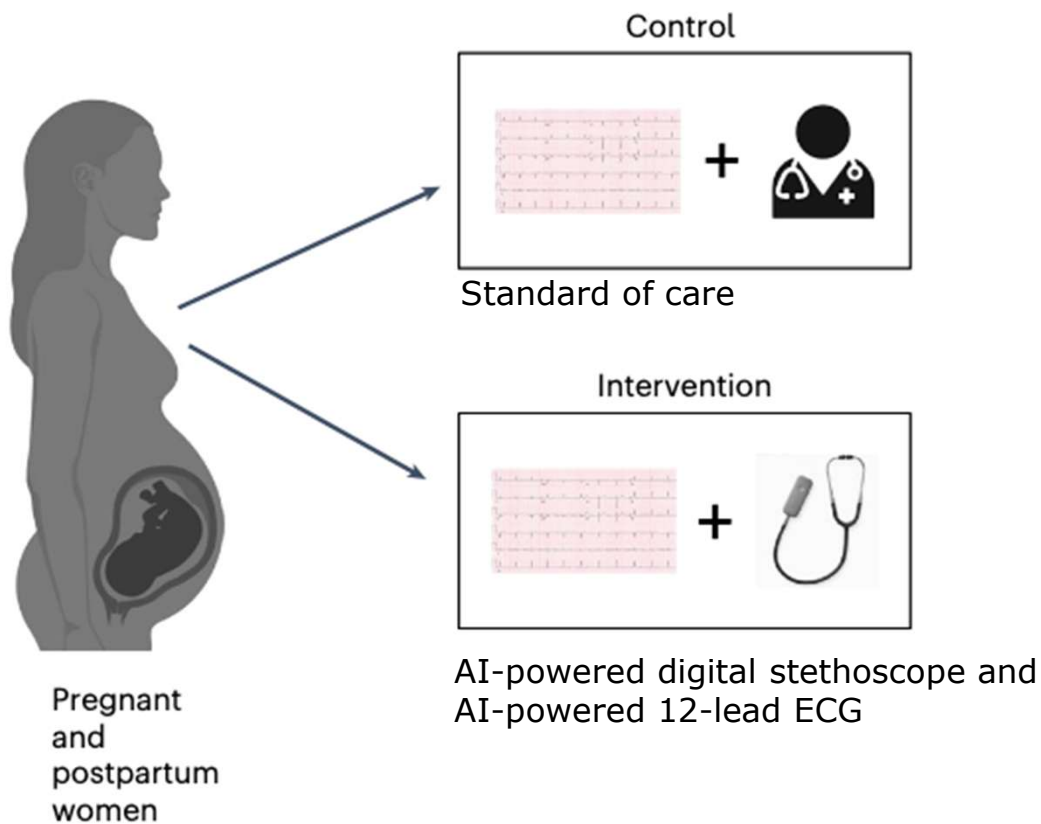 Control
Standard of care
Intervention
AI-powered digital stethoscope and
AI-powered 12-lead ECG
Pregnant
and
postpartum
women